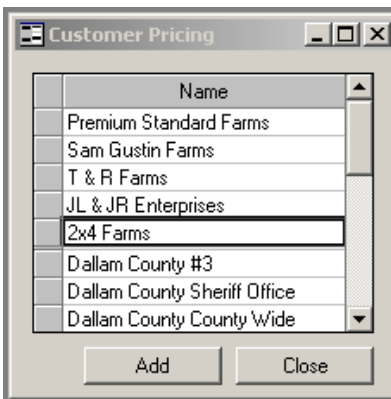 Customer Pricing
Name
Premium Standard Farms
Sam Gustin Farms
T & R Farms
JL & JR Enterprises
2x4 Farms
Dallam County #3
Dallam County Sheriff Office
Dallam County County Wide
Add Close